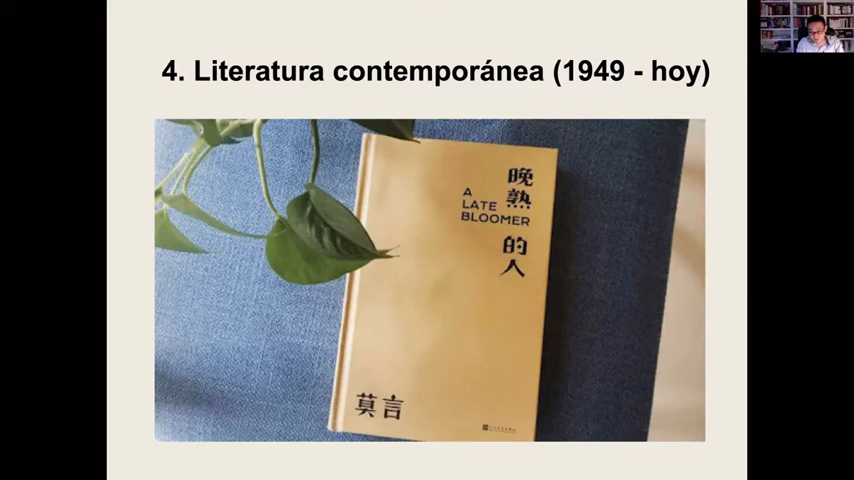 4. Literatura contemporánea (1949 - hoy)
晚熟的人
A
LATE
BLOOMER
莫言